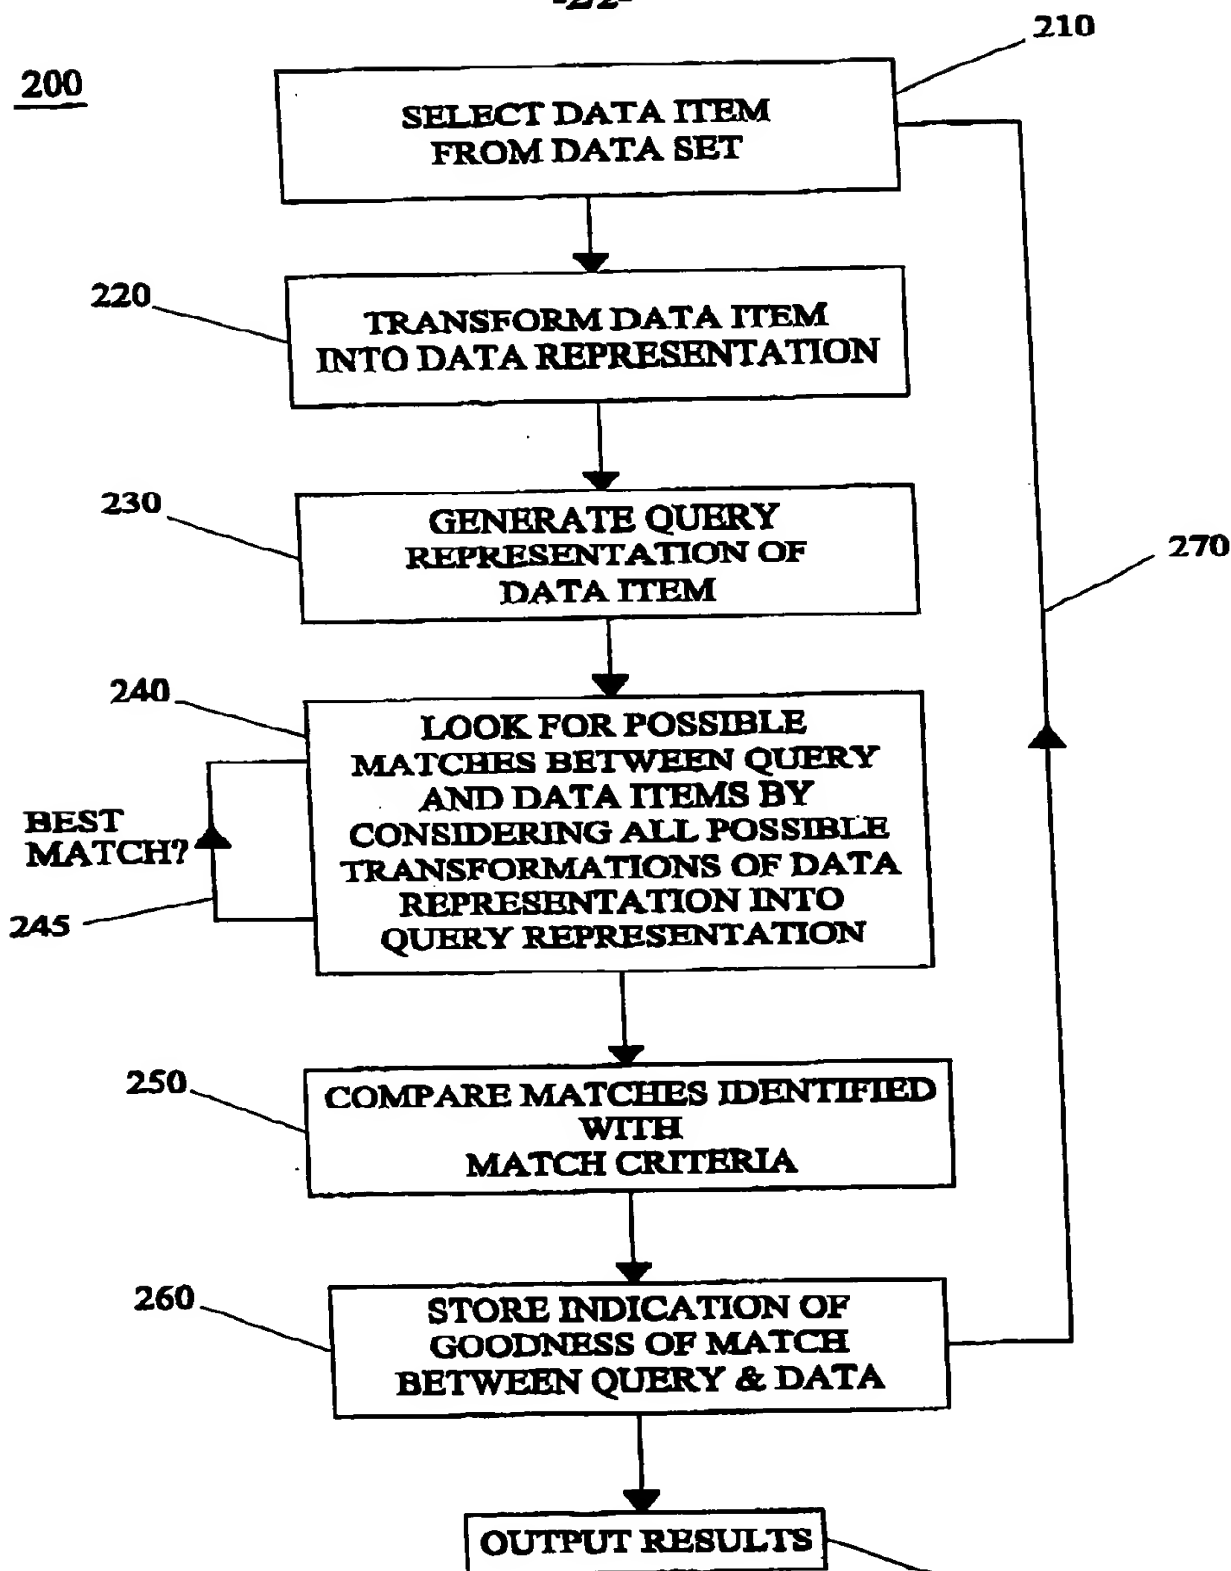 -22-
210
200
SELECT DATA ITEM
FROM DATA SET
220
TRANSFORM DATA ITEM
INTO DATA REPRESENTATION
230
GENERATE QUERY
REPRESENTATION OF
DATA ITEM
270
240
LOOK FOR POSSIBLE
MATCHES BETWEEN QUERY
AND DATA ITEMS BY
CONSIDERING ALL POSSIBLE
TRANSFORMATIONS OF DATA
REPRESENTATION INTO
QUERY REPRESENTATION
BEST
MATCH?
245
250
COMPARE MATCHES IDENTIFIED
WITH
MATCH CRITERIA
260
STORE INDICATION OF
GOODNESS OF MATCH
BETWEEN QUERY & DATA
OUTPUT RESULTS